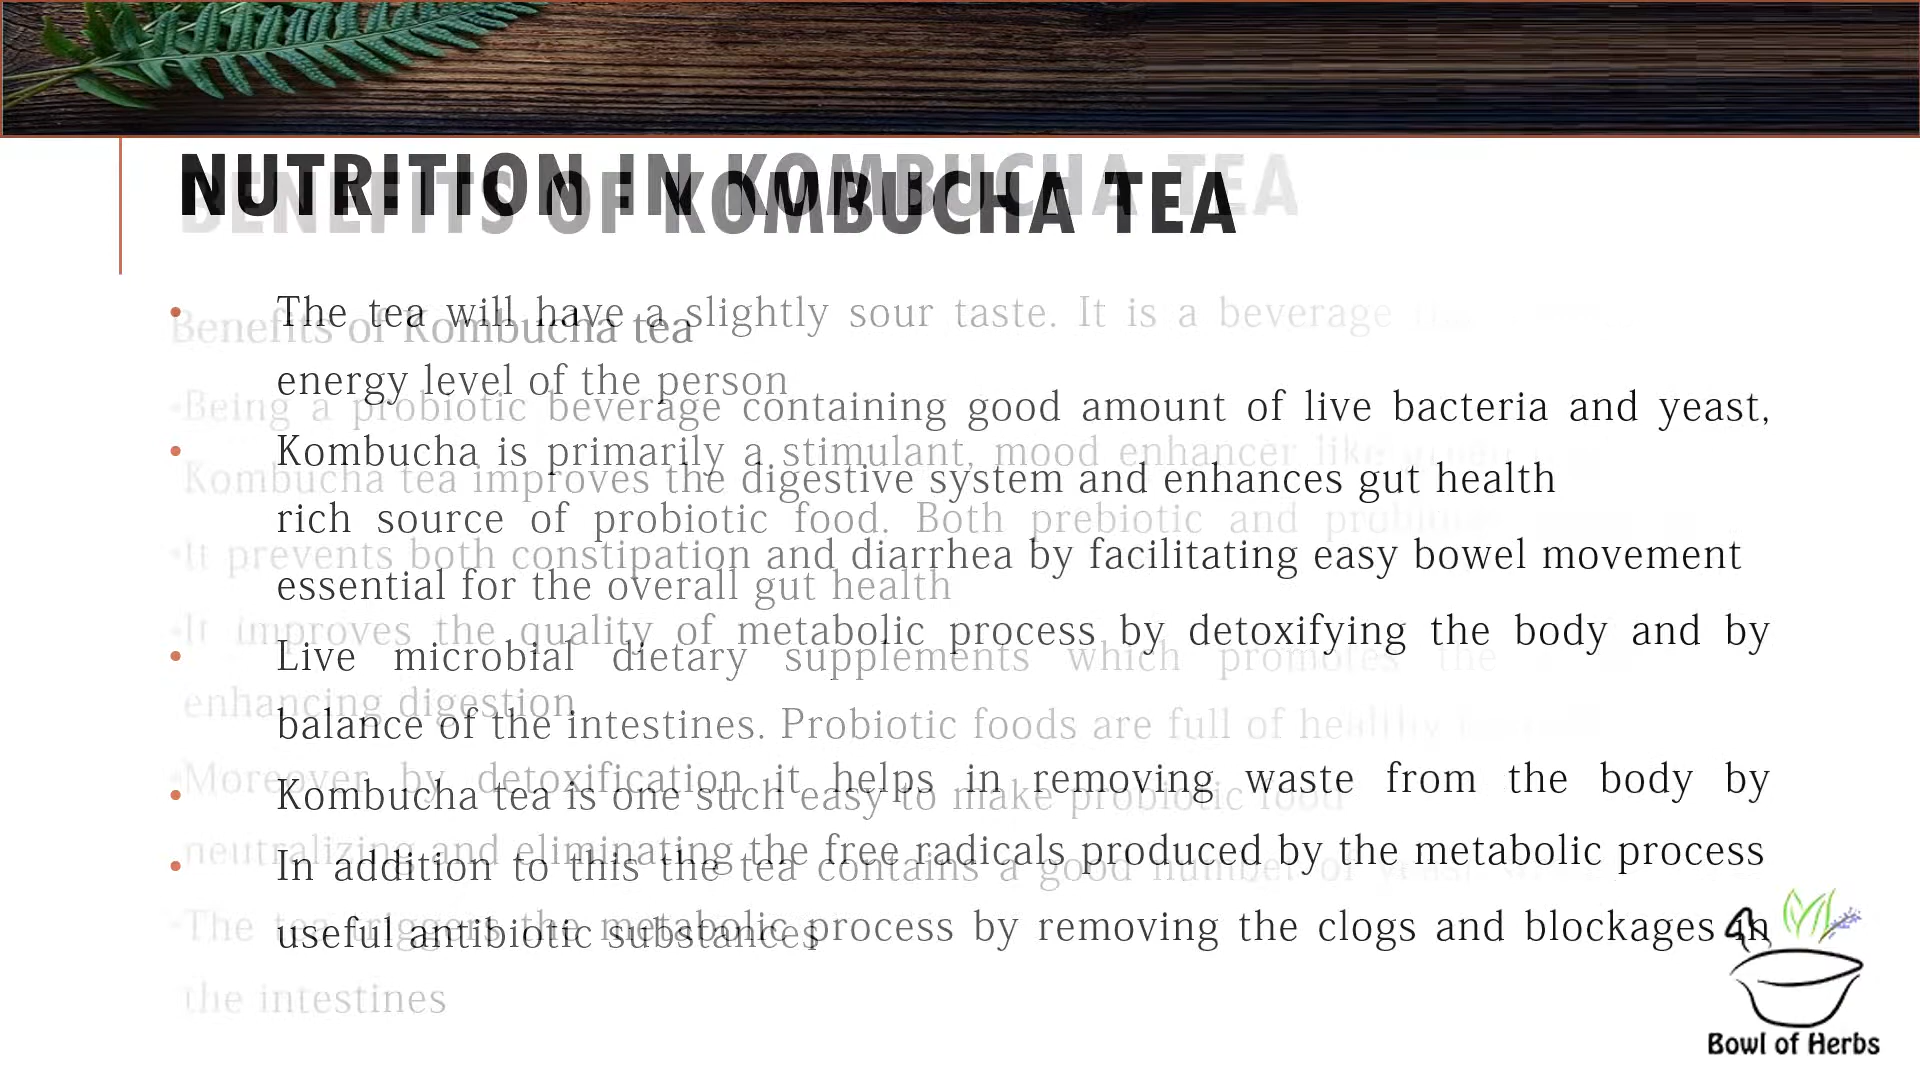 NUTRITION IN KOMBUCHA TEA
• The tea will have a slightly sour taste. It is a beverage
energy level of the person
• Kombucha is primarily a stimulant, mood enhancer like
rich source of probiotic food. Both prebiotic and
essential for the overall gut health
• Live microbial dietary supplements which promotes the
balance of the intestines. Probiotic foods are full of healthy
• Kombucha tea is one such easy to make probiotic food
• In addition to this the tea contains a good number of yeast
useful antibiotic substances
BENEFITS OF KOMBUCHA TEA
Benefits of Kombucha tea
•Being a probiotic beverage containing good amount of live bacteria and yeast,
Kombucha tea improves the digestive system and enhances gut health
•It prevents both constipation and diarrhea by facilitating easy bowel movement
•It improves the quality of metabolic process by detoxifying the body and by
enhancing digestion
•Moreover by detoxification it helps in removing waste from the body by
neutralizing and eliminating the free radicals produced by the metabolic process
•The tea triggers the metabolic process by removing the clogs and blockages in
the intestines
Bowl of Herbs